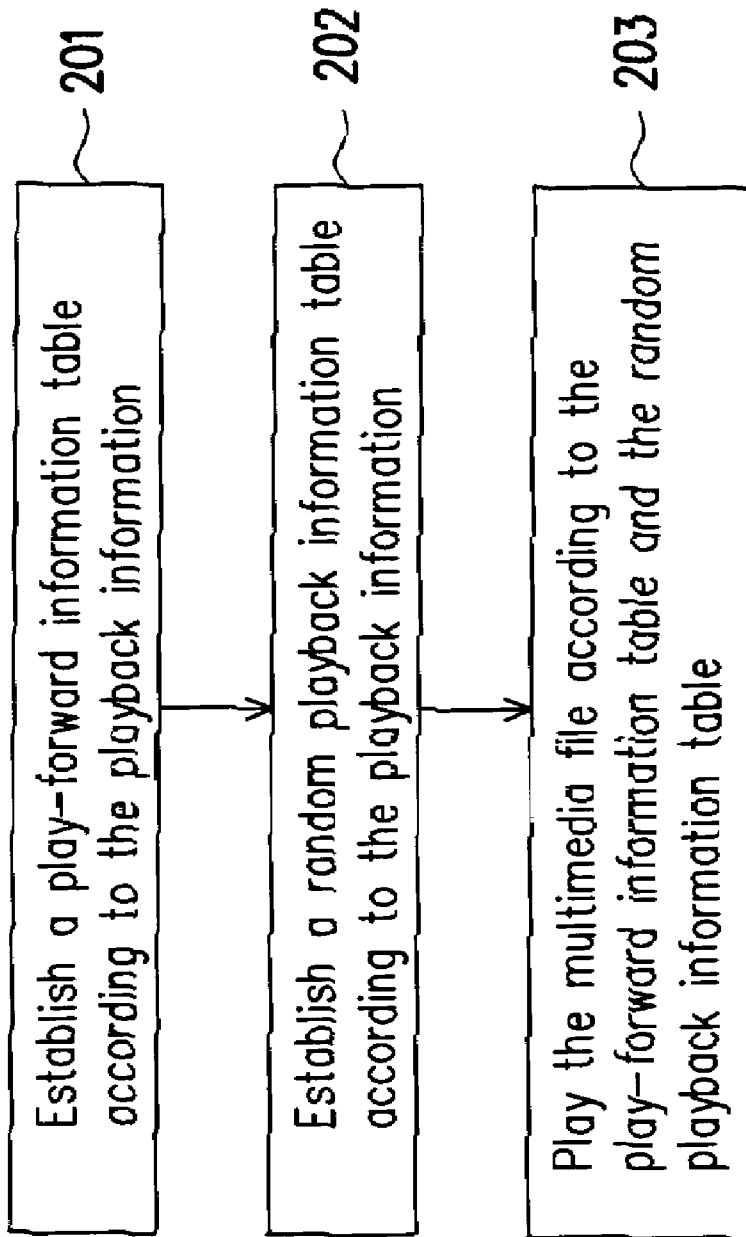 Establish a play-forward information table
according to the playback information
201
Establish a random playback information table
according to the playback information
202
Play the multimedia file according to the
play-forward information table and the random
playback information table
203